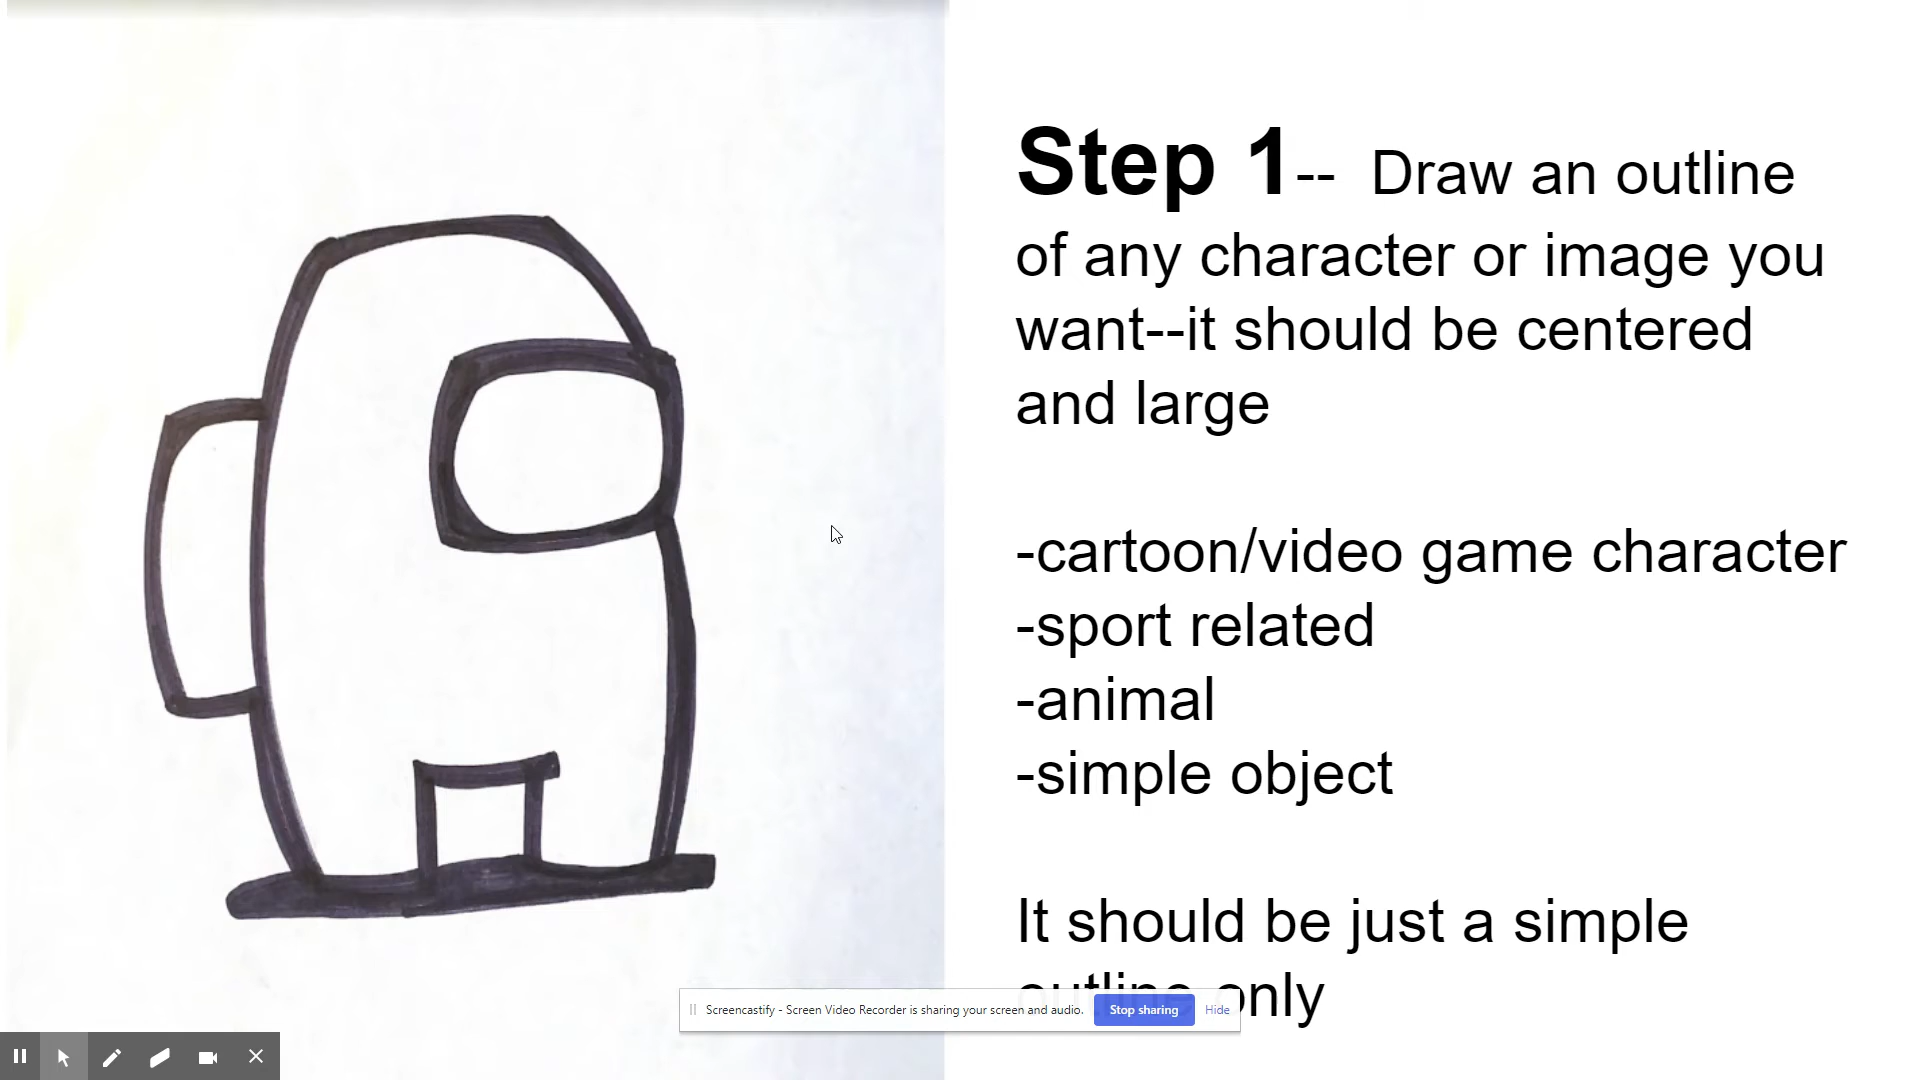 Step 1-- Draw an outline
of any character or image you
want--it should be centered
and large
-cartoon/video game character
-sport related
-animal
-simple object
It should be just a simple
outline only
Screencastify - Screen Video Recorder is sharing your screen and audio. Stop sharing Hide